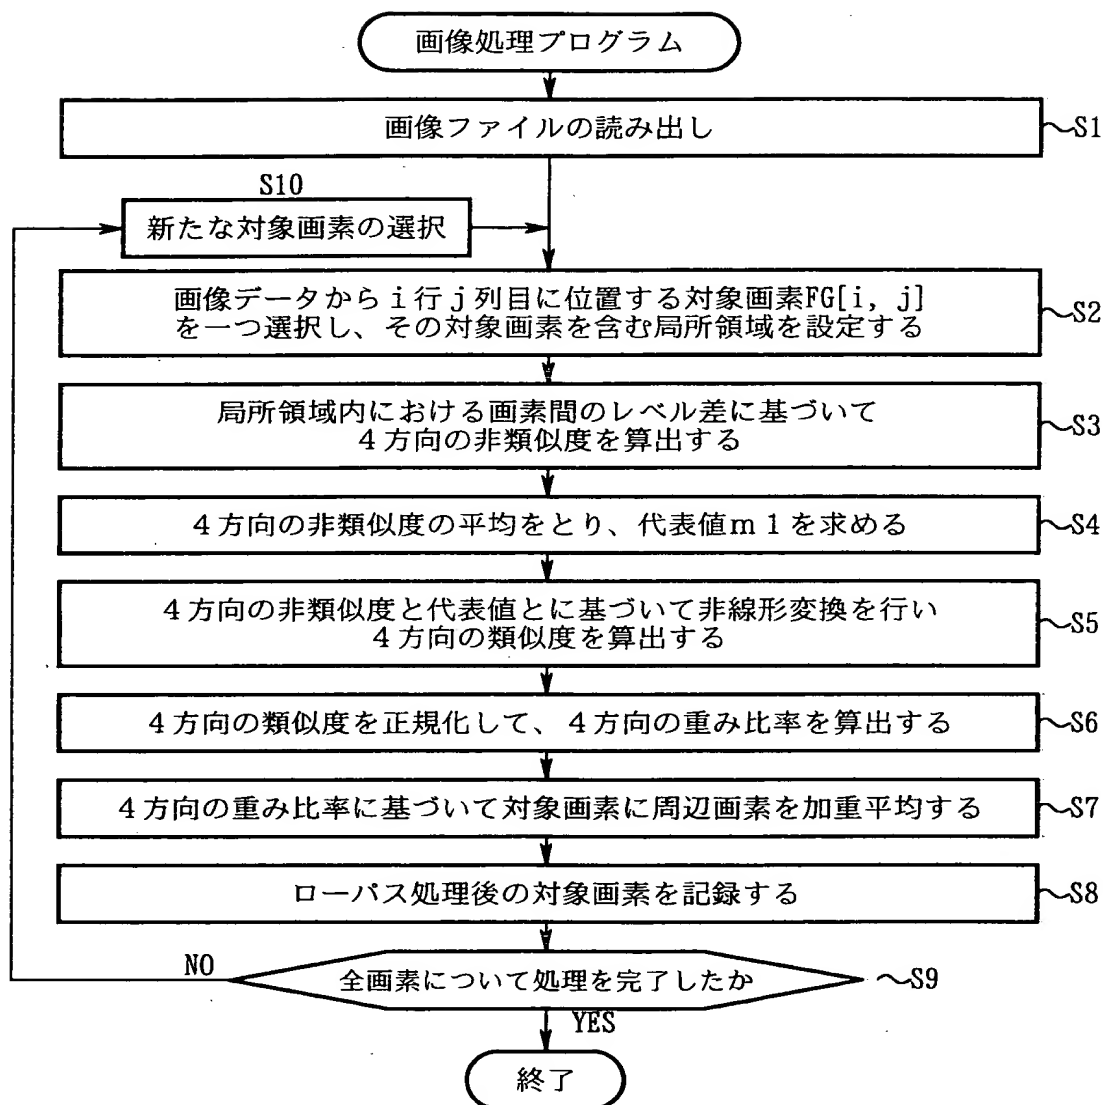 画像処理プログラム
画像ファイルの読み出し
S1
S10
新たな対象画素の選択
画像データからi行j列目に位置する対象画素FG[i, j]
を一つ選択し、その対象画素を含む局所領域を設定する
S2
局所領域内における画素間のレベル差に基づいて
4方向の非類似度を算出する
S3
4方向の非類似度の平均をとり、代表値m1を求める
S4
4方向の非類似度と代表値とに基づいて非線形変換を行い
4方向の類似度を算出する
S5
4方向の類似度を正規化して、4方向の重み比率を算出する
S6
4方向の重み比率に基づいて対象画素に周辺画素を加重平均する
S7
ローパス処理後の対象画素を記録する
S8
NO
全画素について処理を完了したか
S9
YES
終了